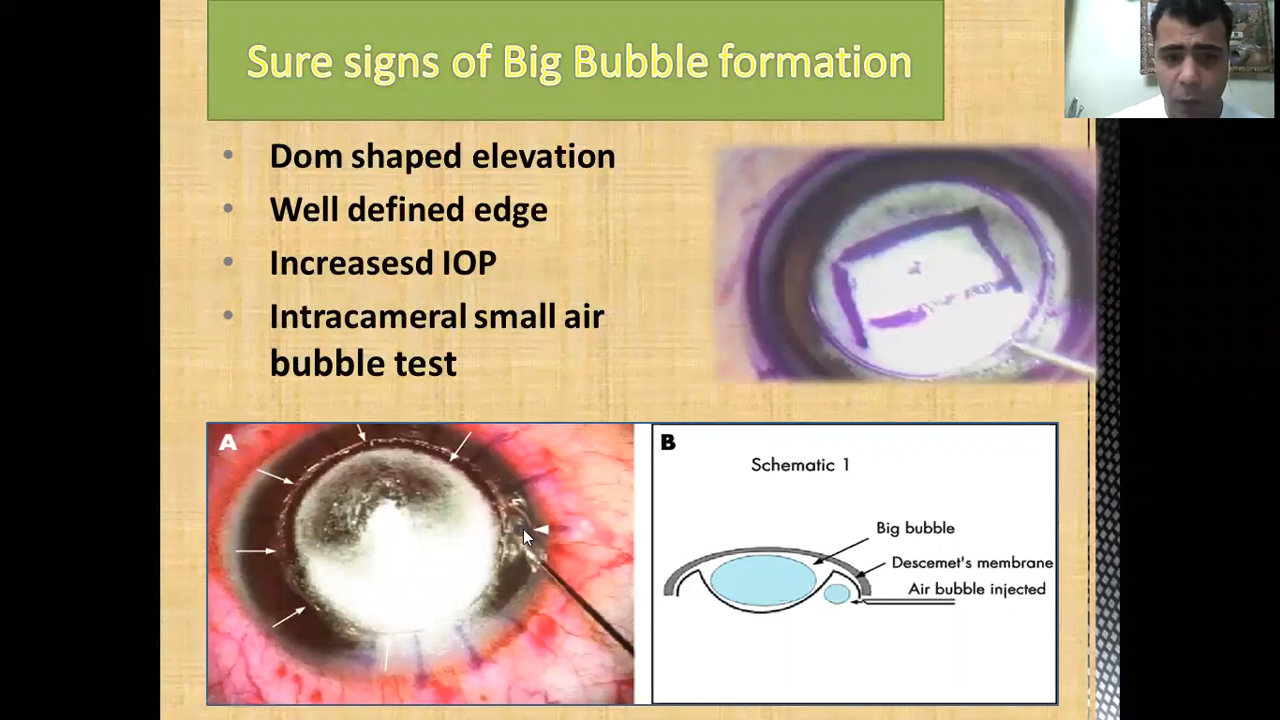 Sure signs of Big Bubble formation
• Dom shaped elevation
• Well defined edge
• Increasesd IOP
• Intracameral small air
bubble test
A
B
Schematic 1
Big bubble
Descemet's membrane
Air bubble injected